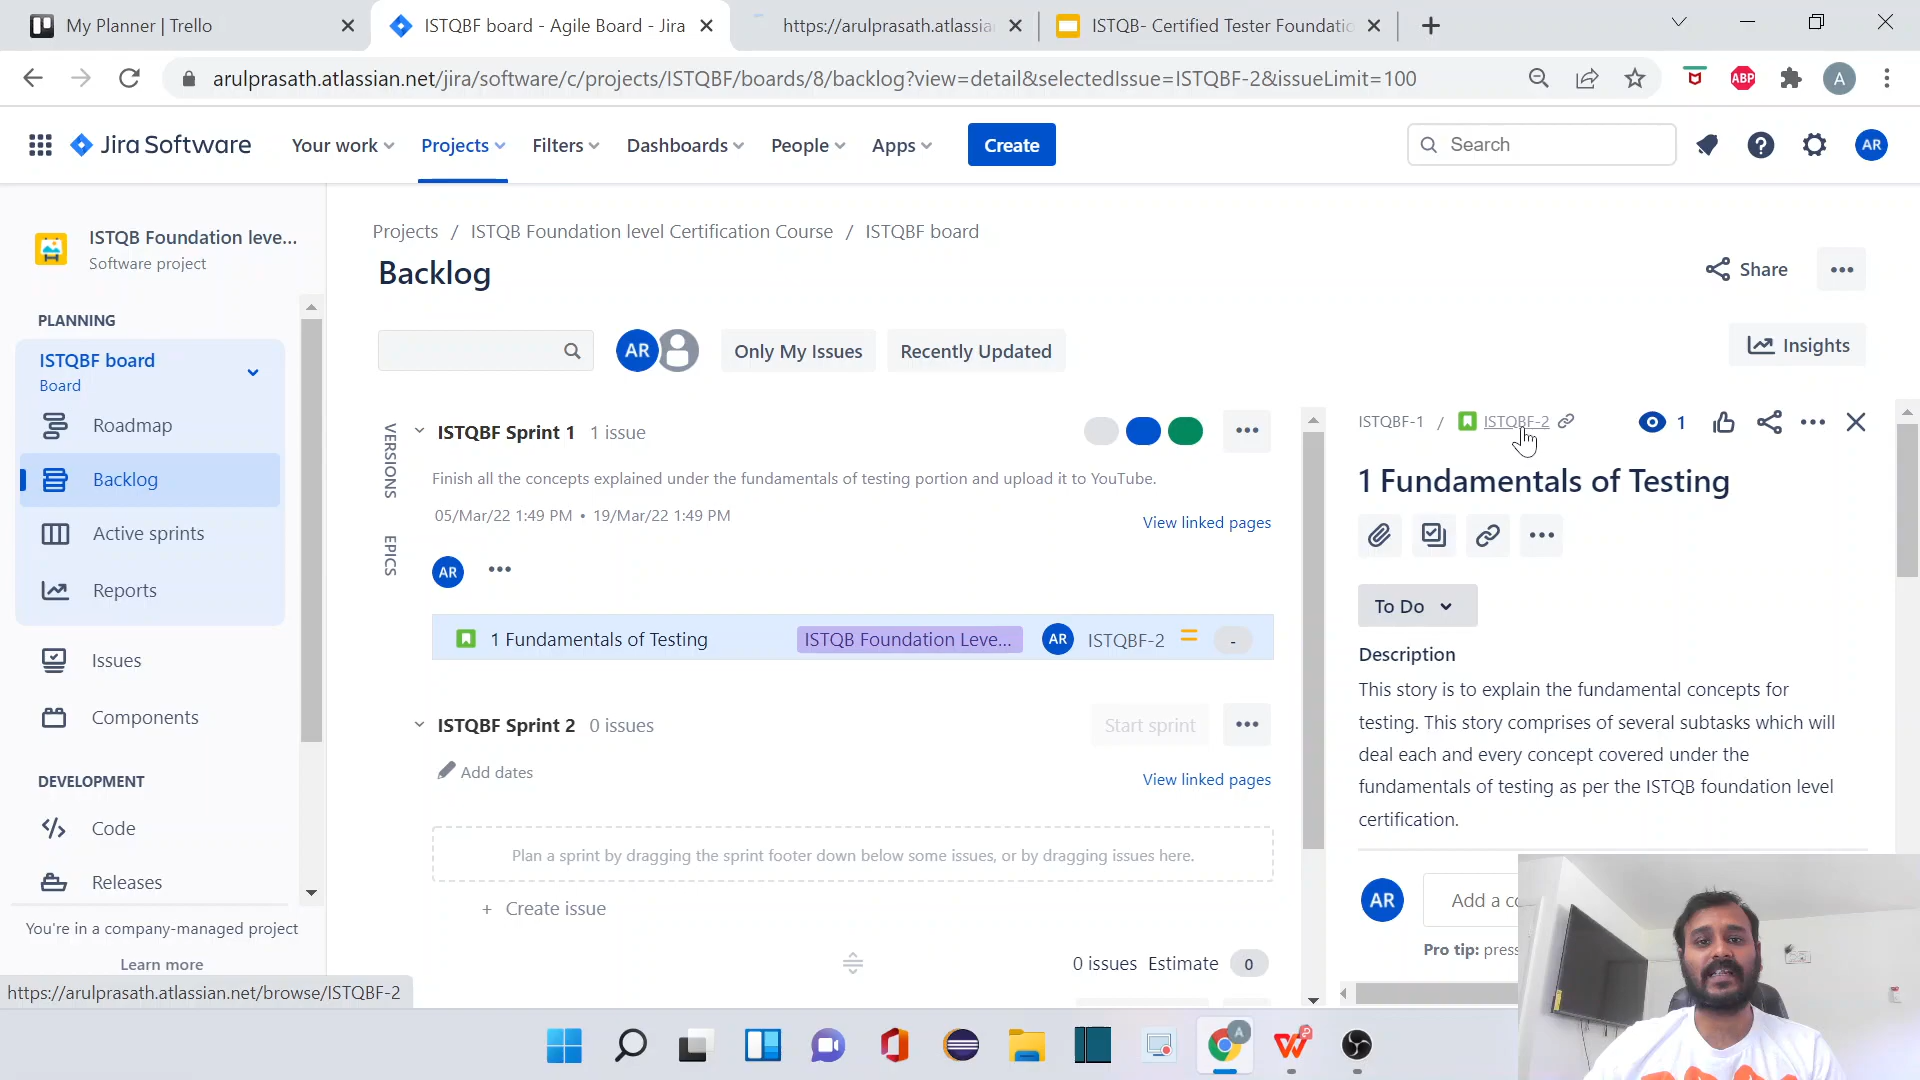 My Planner | Trello
ISTQBF board - Agile Board - Jira
https://arulprasath.atlassia
ISTQB- Certified Tester Foundatio
arulprasath.atlassian.net/jira/software/c/projects/ISTQBF/boards/8/backlog?view=detail&selectedIssue=ISTQBF-2&issueLimit=100
ABP
A
Jira Software
Your work
Projects
Filters
Dashboards
People
Apps
Create
Search
AR
ISTQB Foundation leve...
Software project
PLANNING
ISTQBF board
Board
Roadmap
Backlog
Active sprints
Reports
Issues
Components
DEVELOPMENT
Code
Releases
You're in a company-managed project
Learn more
https://arulprasath.atlassian.net/browse/ISTQBF-2
Projects / ISTQB Foundation level Certification Course / ISTQBF board
Backlog
Share
AR
Only My Issues
Recently Updated
Insights
VERSIONS
EPICS
ISTQBF Sprint 1 1 issue
Finish all the concepts explained under the fundamentals of testing portion and upload it to YouTube.
05/Mar/22 1:49 PM • 19/Mar/22 1:49 PM
View linked pages
AR
1 Fundamentals of Testing
ISTQB Foundation Leve...
AR
ISTQBF-2
-
ISTQBF Sprint 2 0 issues
Start sprint
Add dates
View linked pages
Plan a sprint by dragging the sprint footer down below some issues, or by dragging issues here.
+ Create issue
0 issues Estimate 0
ISTQBF-1 / ISTQBF-2
1
1 Fundamentals of Testing
To Do
Description
This story is to explain the fundamental concepts for
testing. This story comprises of several subtasks which will
deal each and every concept covered under the
fundamentals of testing as per the ISTQB foundation level
certification.
AR
Add a co
Pro tip: press
A